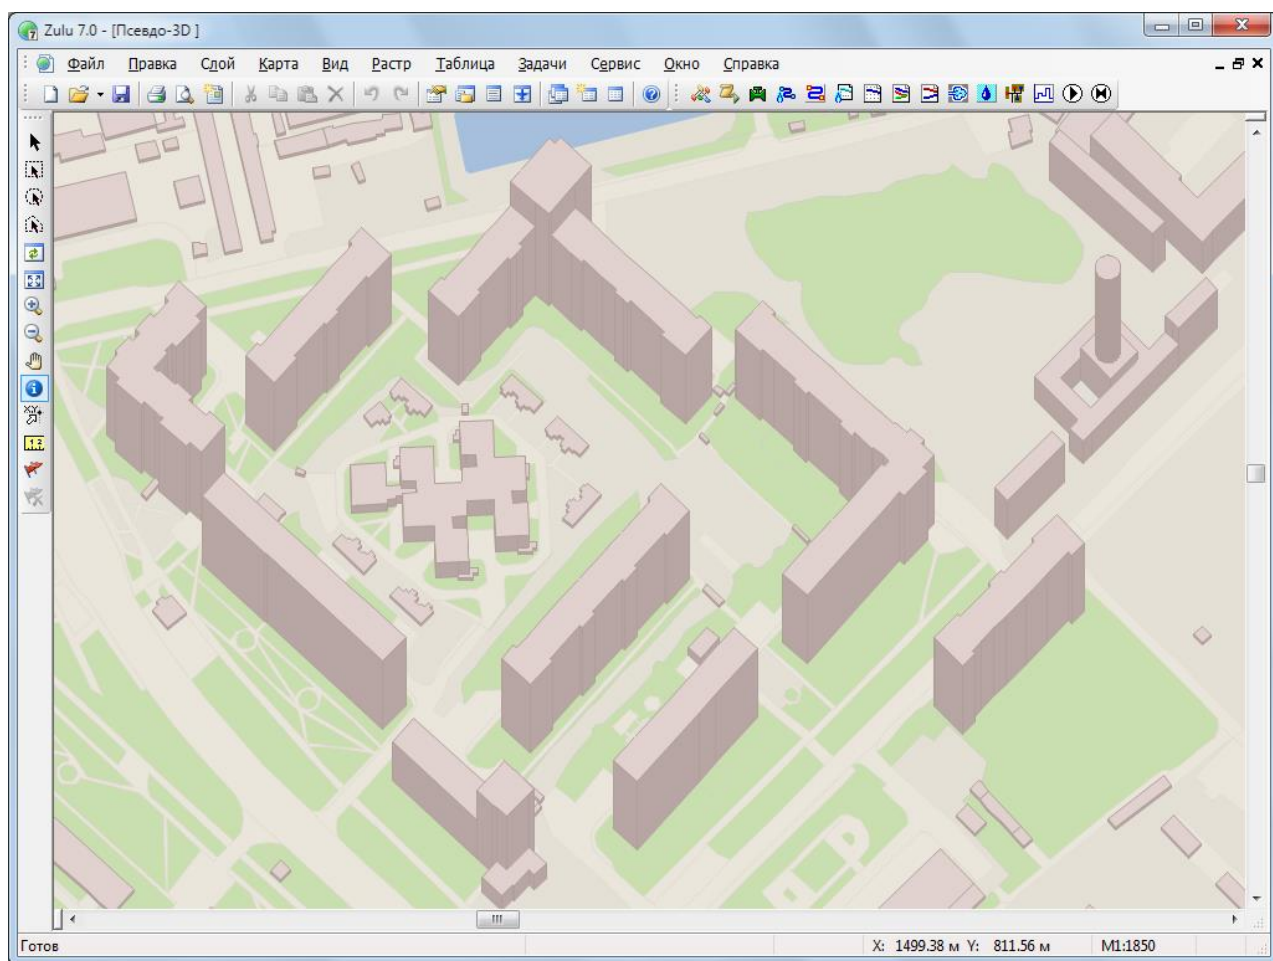 Zulu 7.0 - [Псевдо-3D ]
Файл Правка Слой Карта Вид Растр Таблица Задачи Сервис Окно Справка
Готов X: 1499.38 м Y: 811.56 м М1:1850